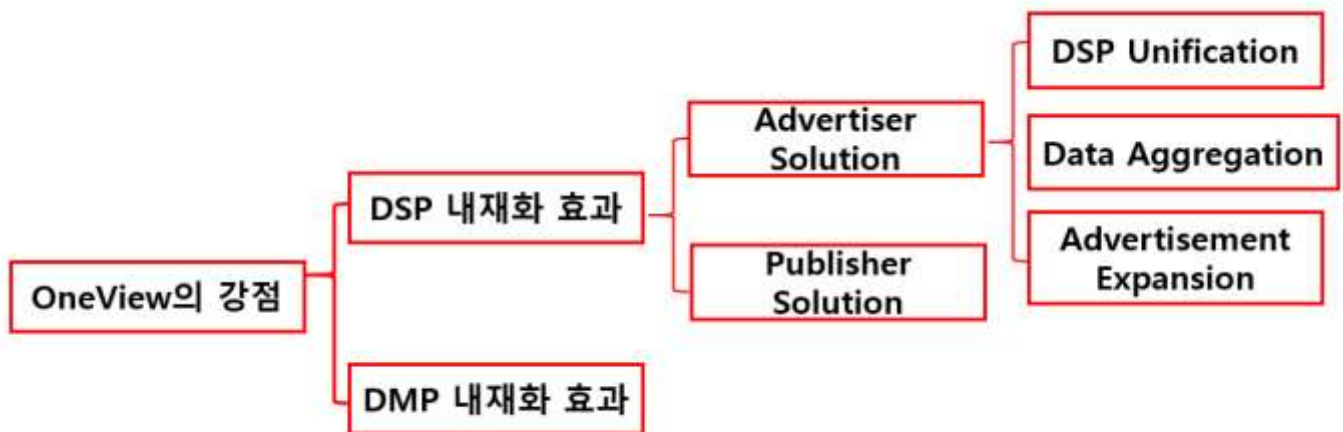 OneView의 강점
DSP 내재화 효과
DMP 내재화 효과
Advertiser
Solution
Publisher
Solution
DSP Unification
Data Aggregation
Advertisement
Expansion